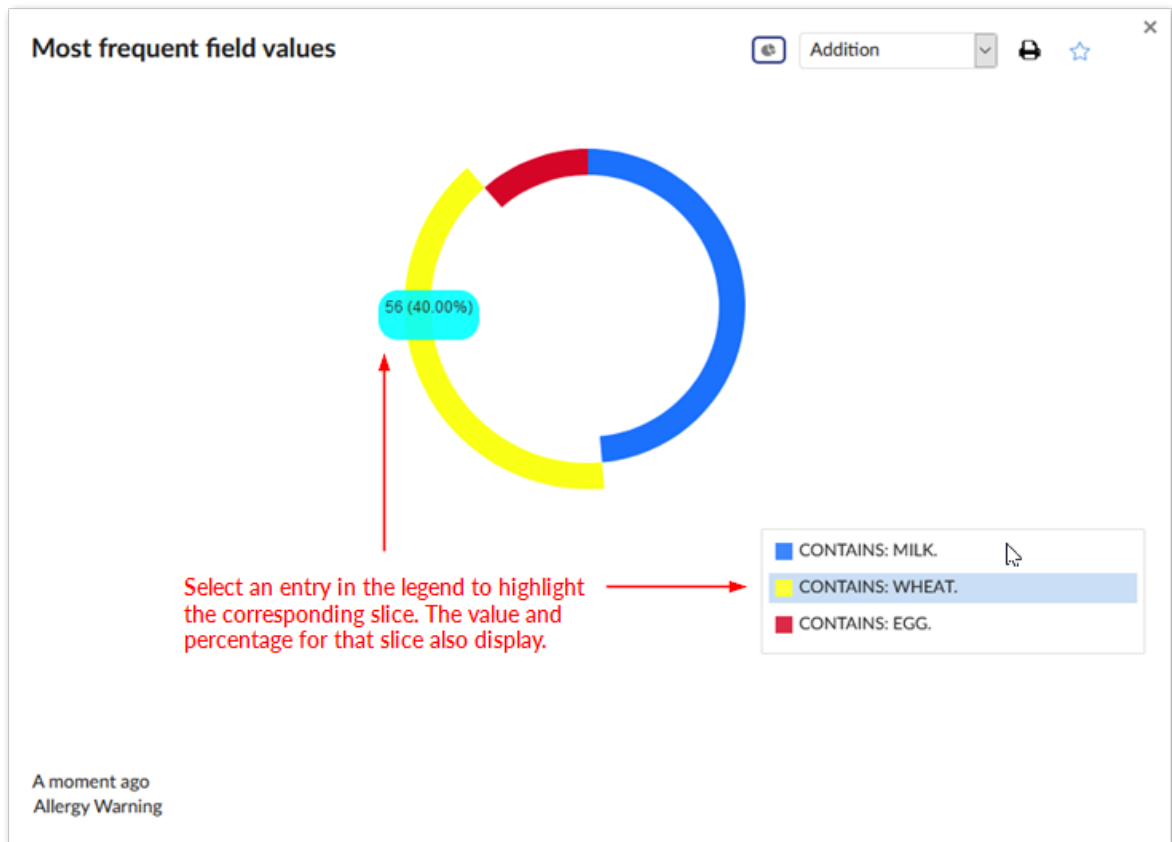 Most frequent field values
Addition
56 (40.00%)
CONTAINS: MILK.
CONTAINS: WHEAT.
CONTAINS: EGG.
Select an entry in the legend to highlight
the corresponding slice. The value and
percentage for that slice also display.
A moment ago
Allergy Warning